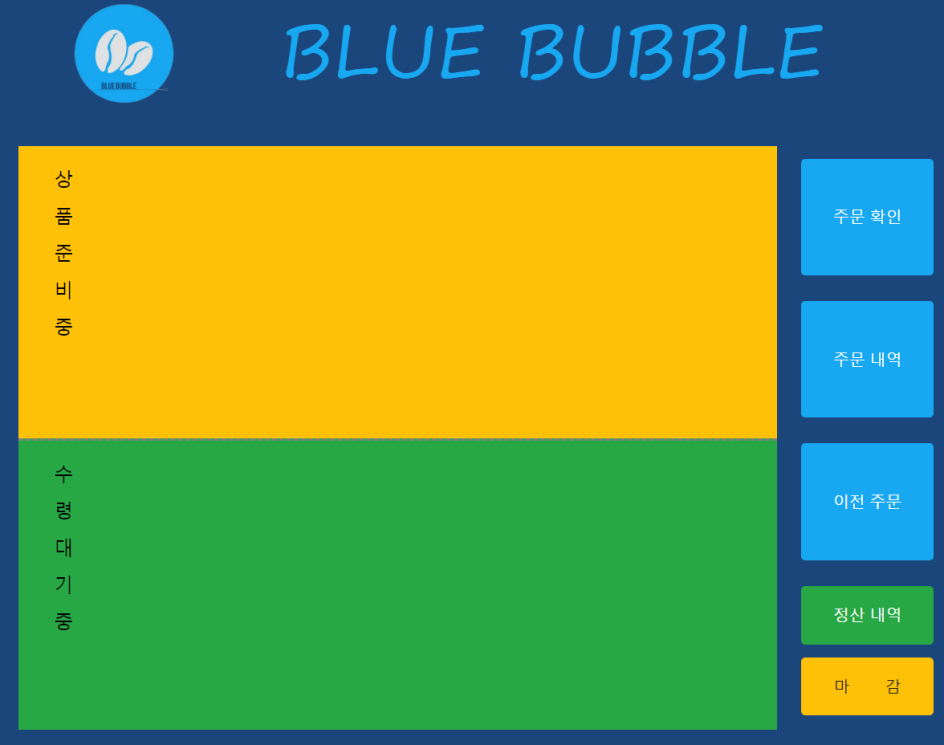 BLUE BUBBLE
BLUE BUBBLE
상
품
준
비
중
수
령
대
기
중
주문 확인
주문 내역
이전 주문
정산 내역
마 감